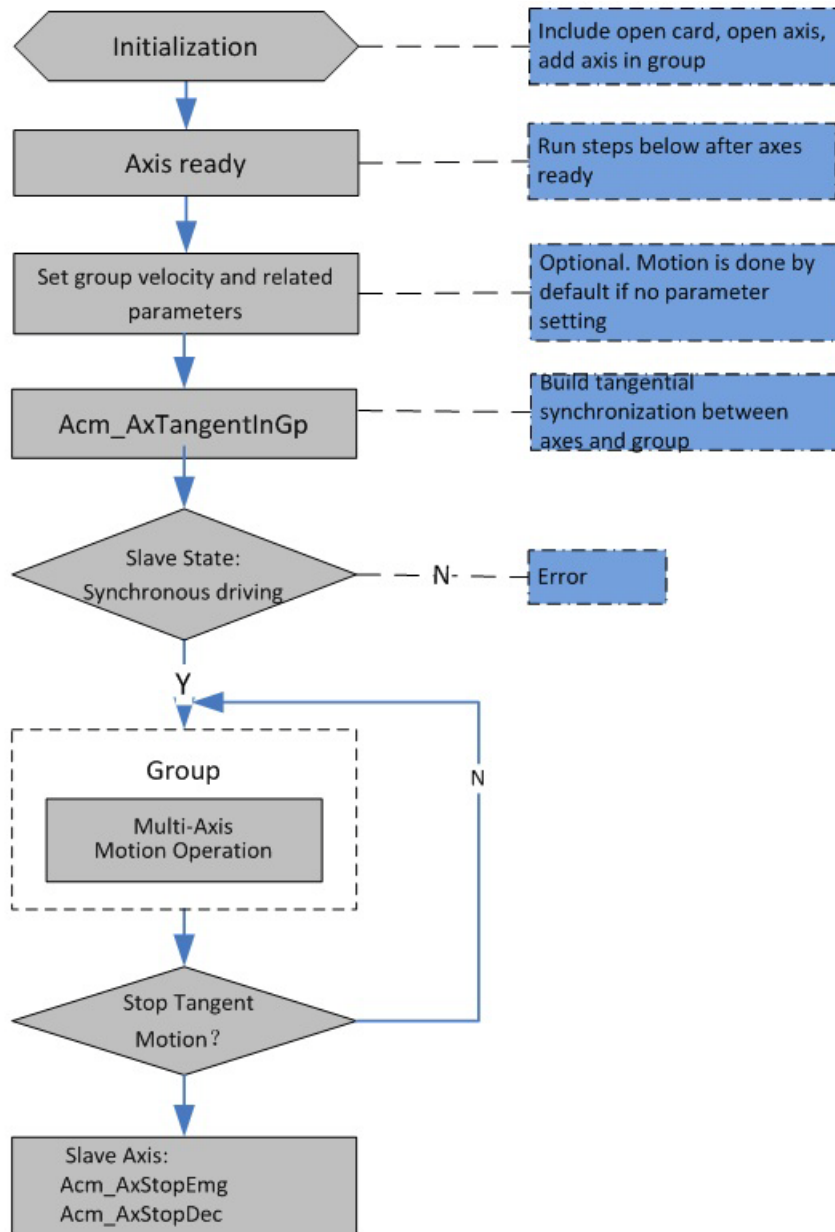 Initialization
Include open card, open axis,
add axis in group
Axis ready
Run steps below after axes
ready
Set group velocity and related
parameters
Optional. Motion is done by
default if no parameter
setting
Acm_AxTangentInGp
Build tangential
synchronization between
axes and group
Slave State:
Synchronous driving
N
Error
Y
Group
N
Multi-Axis
Motion Operation
Stop Tangent
Motion？
Slave Axis:
Acm_AxStopEmg
Acm_AxStopDec